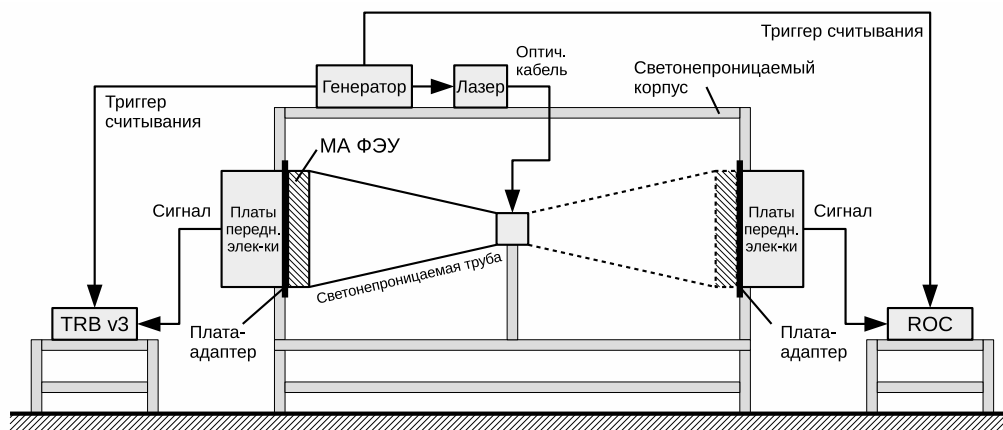 Триггер считывания
Оптич.
кабель
Светонепроницаемый
корпус
Генератор
Лазер
Триггер
считывания
МА ФЭУ
Сигнал
Платы
передн.
элек-ки
Платы
передн.
элек-ки
Сигнал
Светонепроницаемая труба
TRB v3
Плата-
адаптер
Плата-
адаптер
ROC